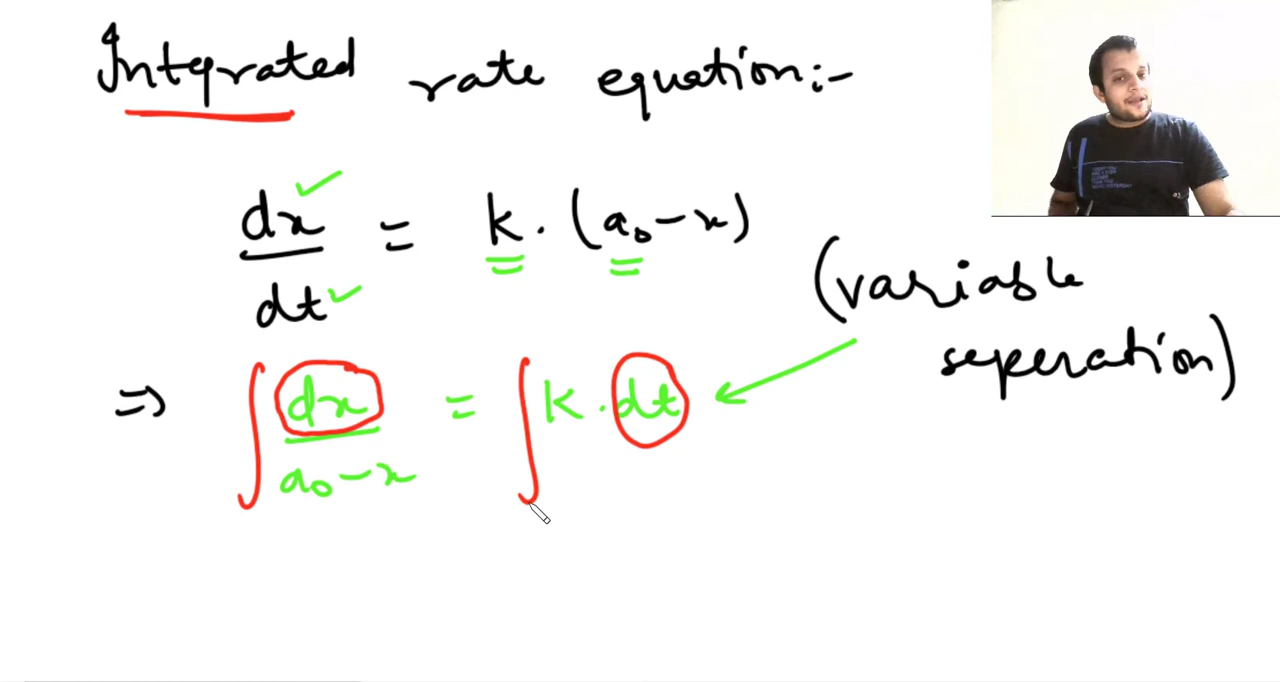 Integrated rate equation:-
dx/dt = k. (a₀-x)
(variable seperation)
⇒ ∫ dx/a₀-x = ∫ k. dt